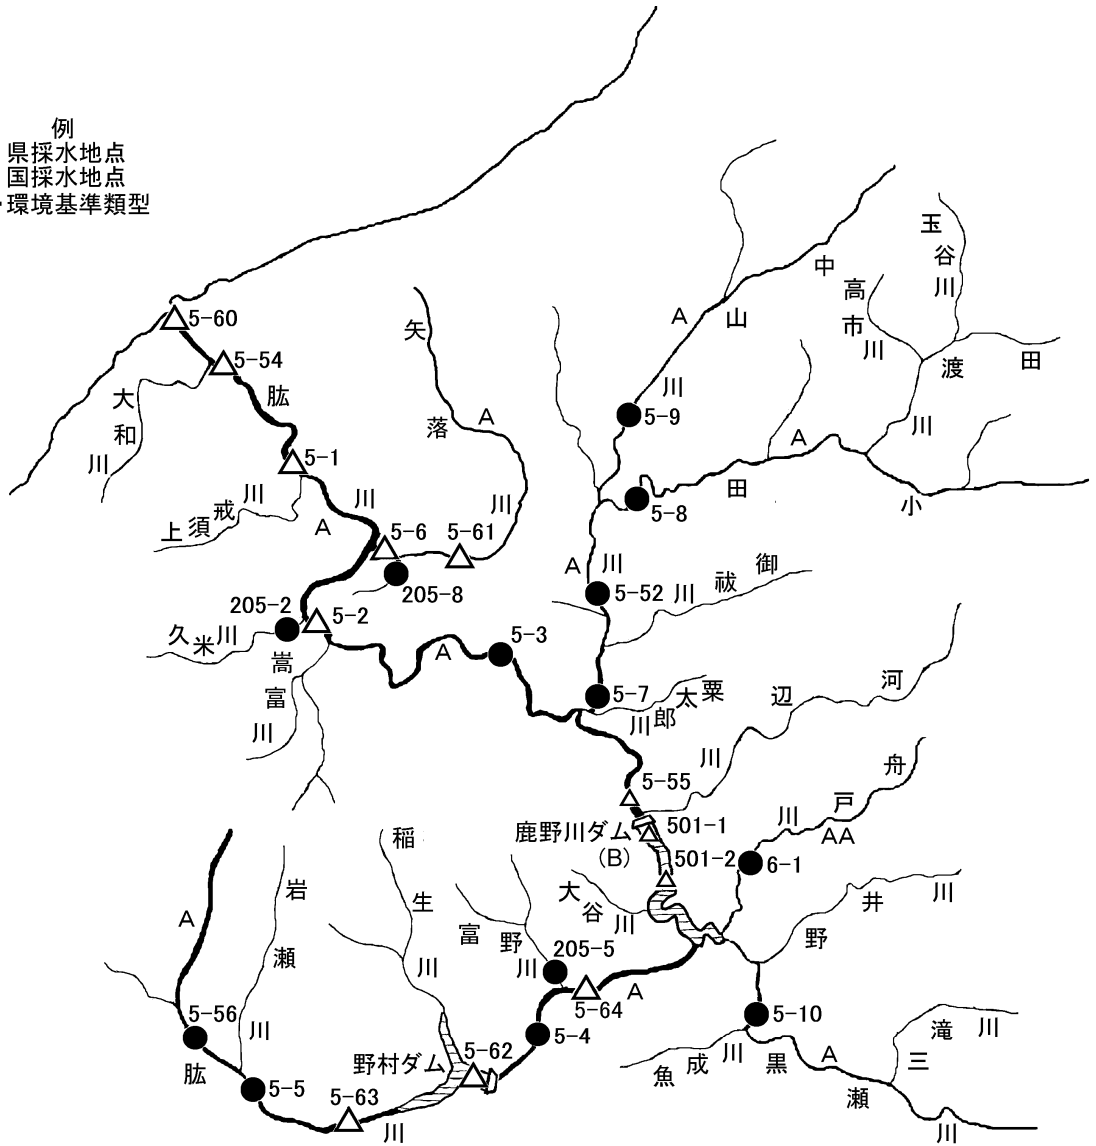 例
県採水地点
国採水地点
環境基準類型
玉谷川
中山川
A
高市川
田渡川
5-60
5-54
矢落川
A
大和川
肱川
5-9
A
5-1
田
小
5-8
上須戒川
A
5-6
5-61
A
川
5-52
御祓川
205-8
205-2
5-2
久米川
嵩富川
A
5-3
5-7
粟太郎川
河辺川
5-55
舟戸川
AA
鹿野川ダム
(B)
501-1
501-2
6-1
稲生川
岩瀬川
A
大谷川
野井川
富野川
205-5
5-64
A
5-56
5-4
5-10
三滝川
野村ダム
5-62
肱川
5-5
5-63
魚成川
黒瀬川
A